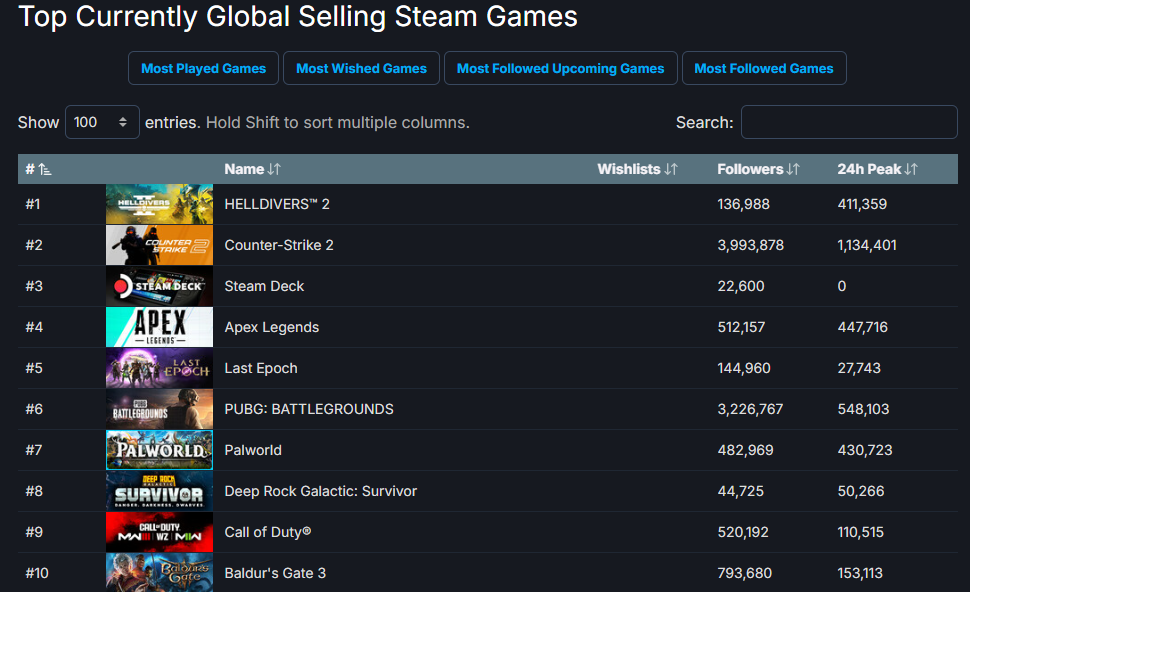 Top Currently Global Selling Steam Games
Most Played Games Most Wished Games Most Followed Upcoming Games Most Followed Games
Show 100 entries. Hold Shift to sort multiple columns. Search:
# Name Wishlists Followers 24h Peak
#1 HELLDIVERS II HELLDIVERS™ 2 136,988 411,359
#2 COUNTER STRIKE 2 Counter-Strike 2 3,993,878 1,134,401
#3 STEAM DECK Steam Deck 22,600 0
#4 APEX LEGENDS Apex Legends 512,157 447,716
#5 LAST EPOCH Last Epoch 144,960 27,743
#6 PUBG BATTLEGROUNDS PUBG: BATTLEGROUNDS 3,226,767 548,103
#7 PALWORLD Palworld 482,969 430,723
#8 DEEP ROCK GALACTIC SURVIVOR DANGER. DARKNESS. DWARVES. Deep Rock Galactic: Survivor 44,725 50,266
#9 CALL OF DUTY MWIII WZ MWII Call of Duty® 520,192 110,515
#10 Baldur's Gate Baldur's Gate 3 793,680 153,113